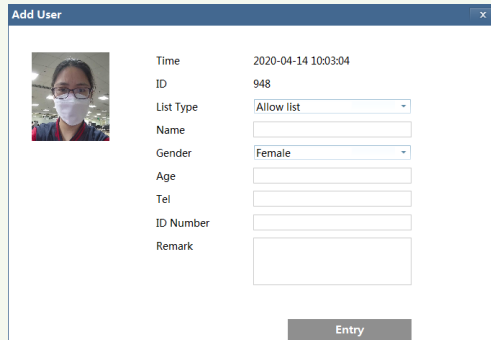 Add User
x
Time 2020-04-14 10:03:04
ID 948
List Type Allow list
Name
Gender Female
Age
Tel
ID Number
Remark
Entry